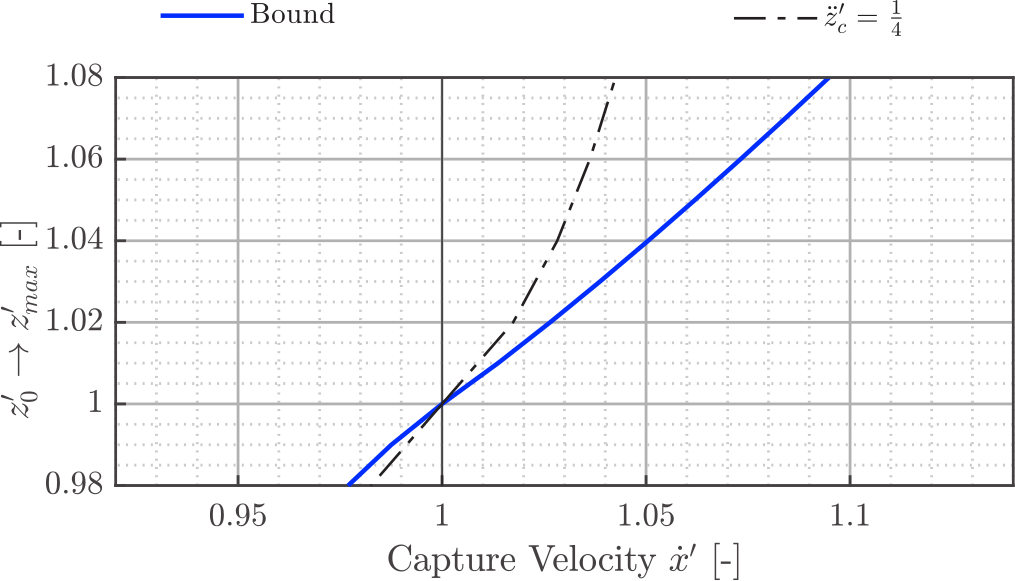 Bound
z̈′c = 1/4
1.08
1.06
1.04
1.02
1
0.98
z′0 → z′max [-]
0.95 1 1.05 1.1
Capture Velocity ẋ′ [-]